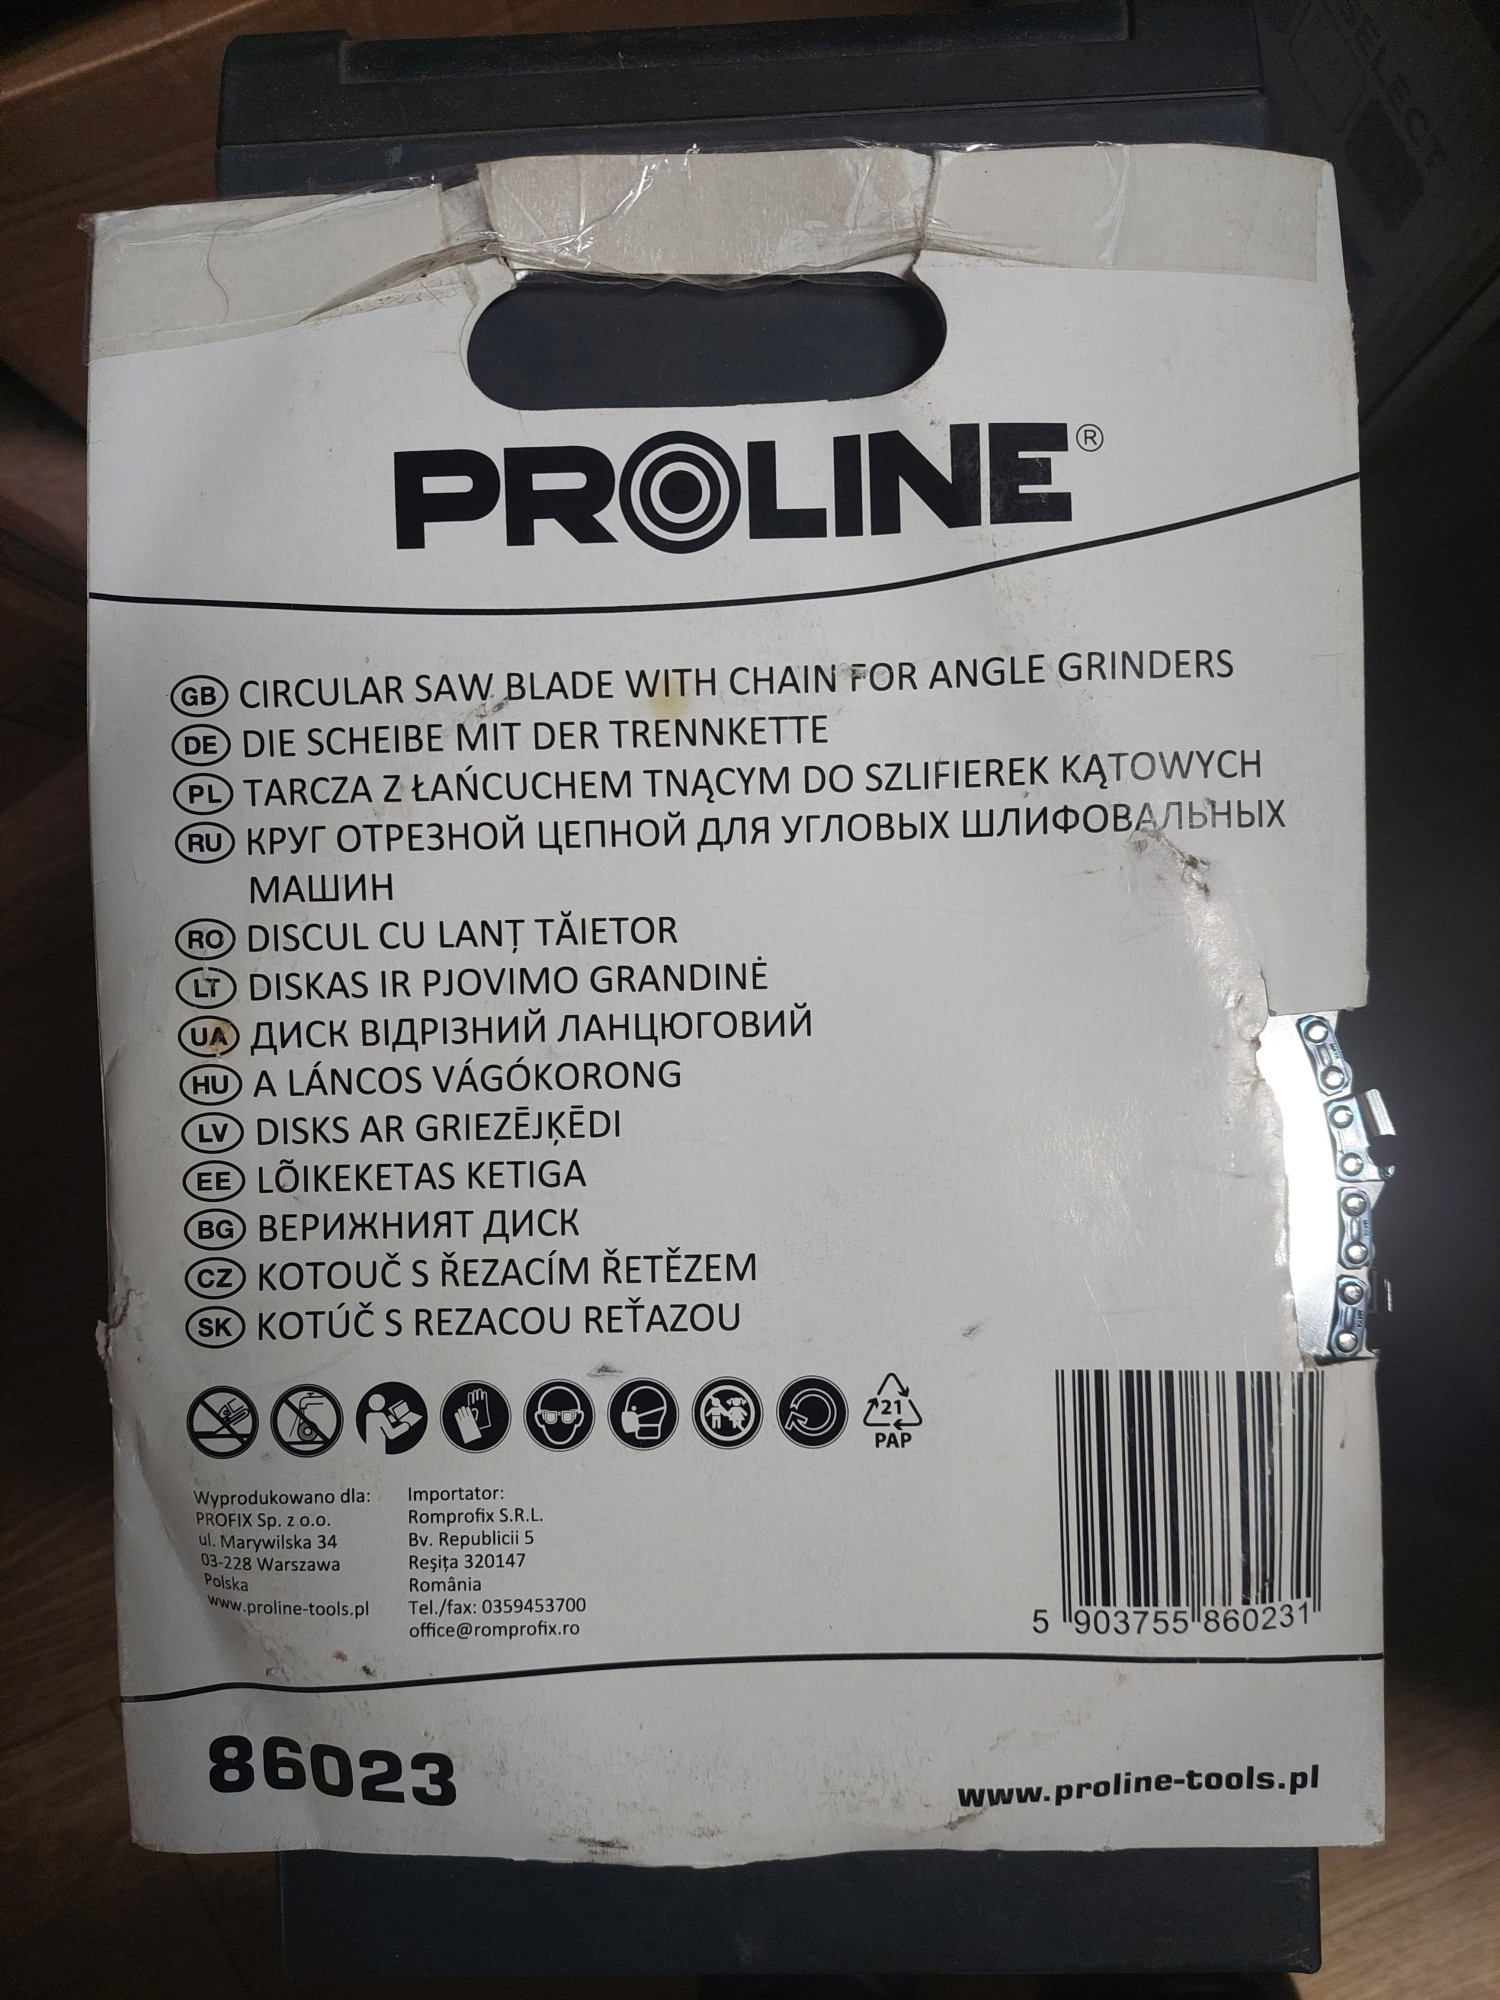 SELECT
PROLINE®
GB CIRCULAR SAW BLADE WITH CHAIN FOR ANGLE GRINDERS
DE DIE SCHEIBE MIT DER TRENNKETTE
PL TARCZA Z ŁAŃCUCHEM TNĄCYM DO SZLIFIEREK KĄTOWYCH
RU КРУГ ОТРЕЗНОЙ ЦЕПНОЙ ДЛЯ УГЛОВЫХ ШЛИФОВАЛЬНЫХ
МАШИН
RO DISCUL CU LANȚ TĂIETOR
LT DISKAS IR PJOVIMO GRANDINĖ
UA ДИСК ВІДРІЗНИЙ ЛАНЦЮГОВИЙ
HU A LÁNCOS VÁGÓKORONG
LV DISKS AR GRIEZĒJĶĒDI
EE LÕIKEKETAS KETIGA
BG ВЕРИЖНИЯТ ДИСК
CZ KOTOUČ S ŘEZACÍM ŘETĚZEM
SK KOTÚČ S REZACOU REŤAZOU
21
PAP
Wyprodukowano dla:
PROFIX Sp. z o.o.
ul. Marywilska 34
03-228 Warszawa
Polska
www.proline-tools.pl
Importator:
Romprofix S.R.L.
Bv. Republicii 5
Reşiţa 320147
România
Tel./fax: 0359453700
office@romprofix.ro
5 903755 860231
86023
www.proline-tools.pl